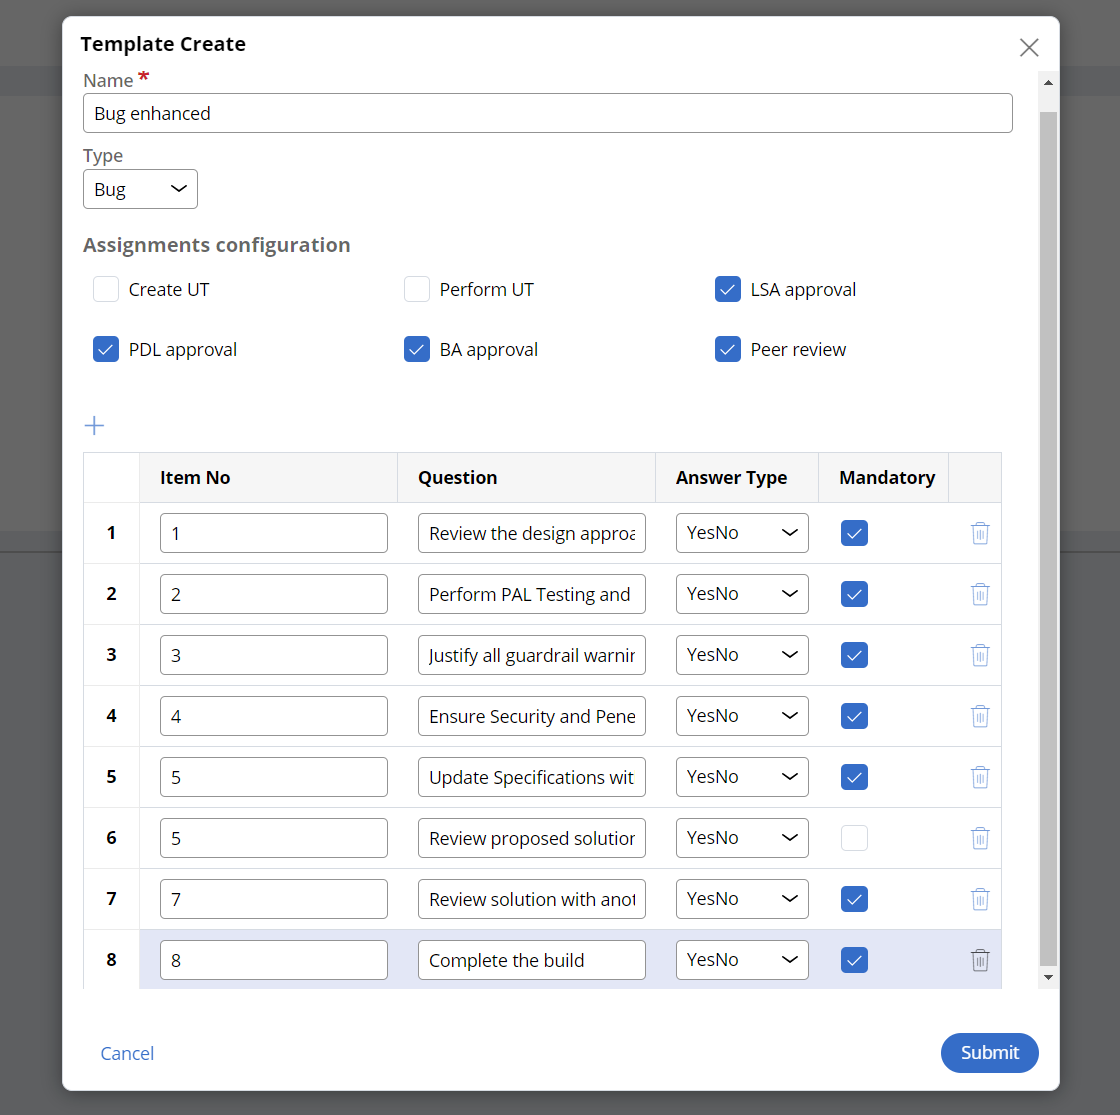 Template Create
Name *
Bug enhanced
Type
Bug
Assignments configuration
Create UT Perform UT LSA approval
PDL approval BA approval Peer review
Item No Question Answer Type Mandatory
1 1 Review the design approa YesNo
2 2 Perform PAL Testing and YesNo
3 3 Justify all guardrail warnin YesNo
4 4 Ensure Security and Pene YesNo
5 5 Update Specifications wit YesNo
6 5 Review proposed solution YesNo
7 7 Review solution with anot YesNo
8 8 Complete the build YesNo
Cancel Submit